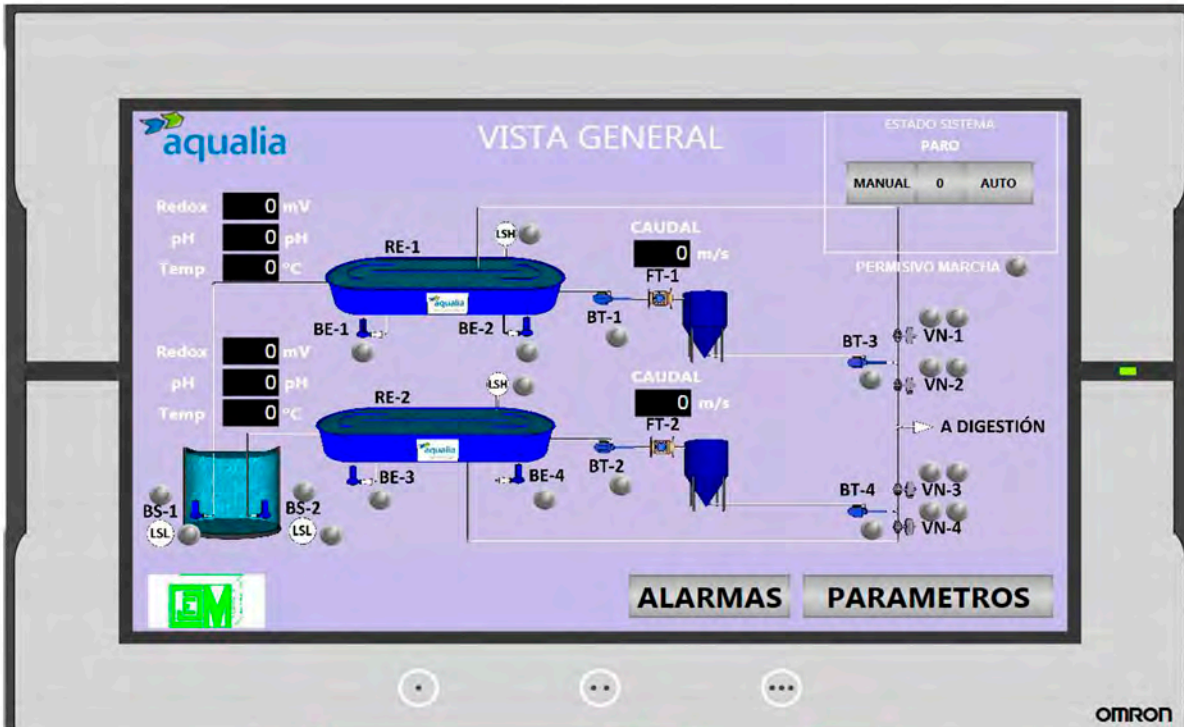 aqualia
VISTA GENERAL
ESTADO SISTEMA
PARO
MANUAL 0 AUTO
Redox 0 mV
pH 0 pH
Temp 0 °C
RE-1
LSH
CAUDAL
0 m/s
FT-1
PERMISIVO MARCHA
aqualia
BE-1
BE-2
BT-1
BT-3
VN-1
VN-2
Redox 0 mV
pH 0 pH
Temp 0 °C
RE-2
LSH
CAUDAL
0 m/s
FT-2
A DIGESTIÓN
aqualia
BE-3
BE-4
BT-2
BT-4
VN-3
VN-4
BS-1
BS-2
LSL
LSL
ALARMAS
PARAMETROS
OMRON